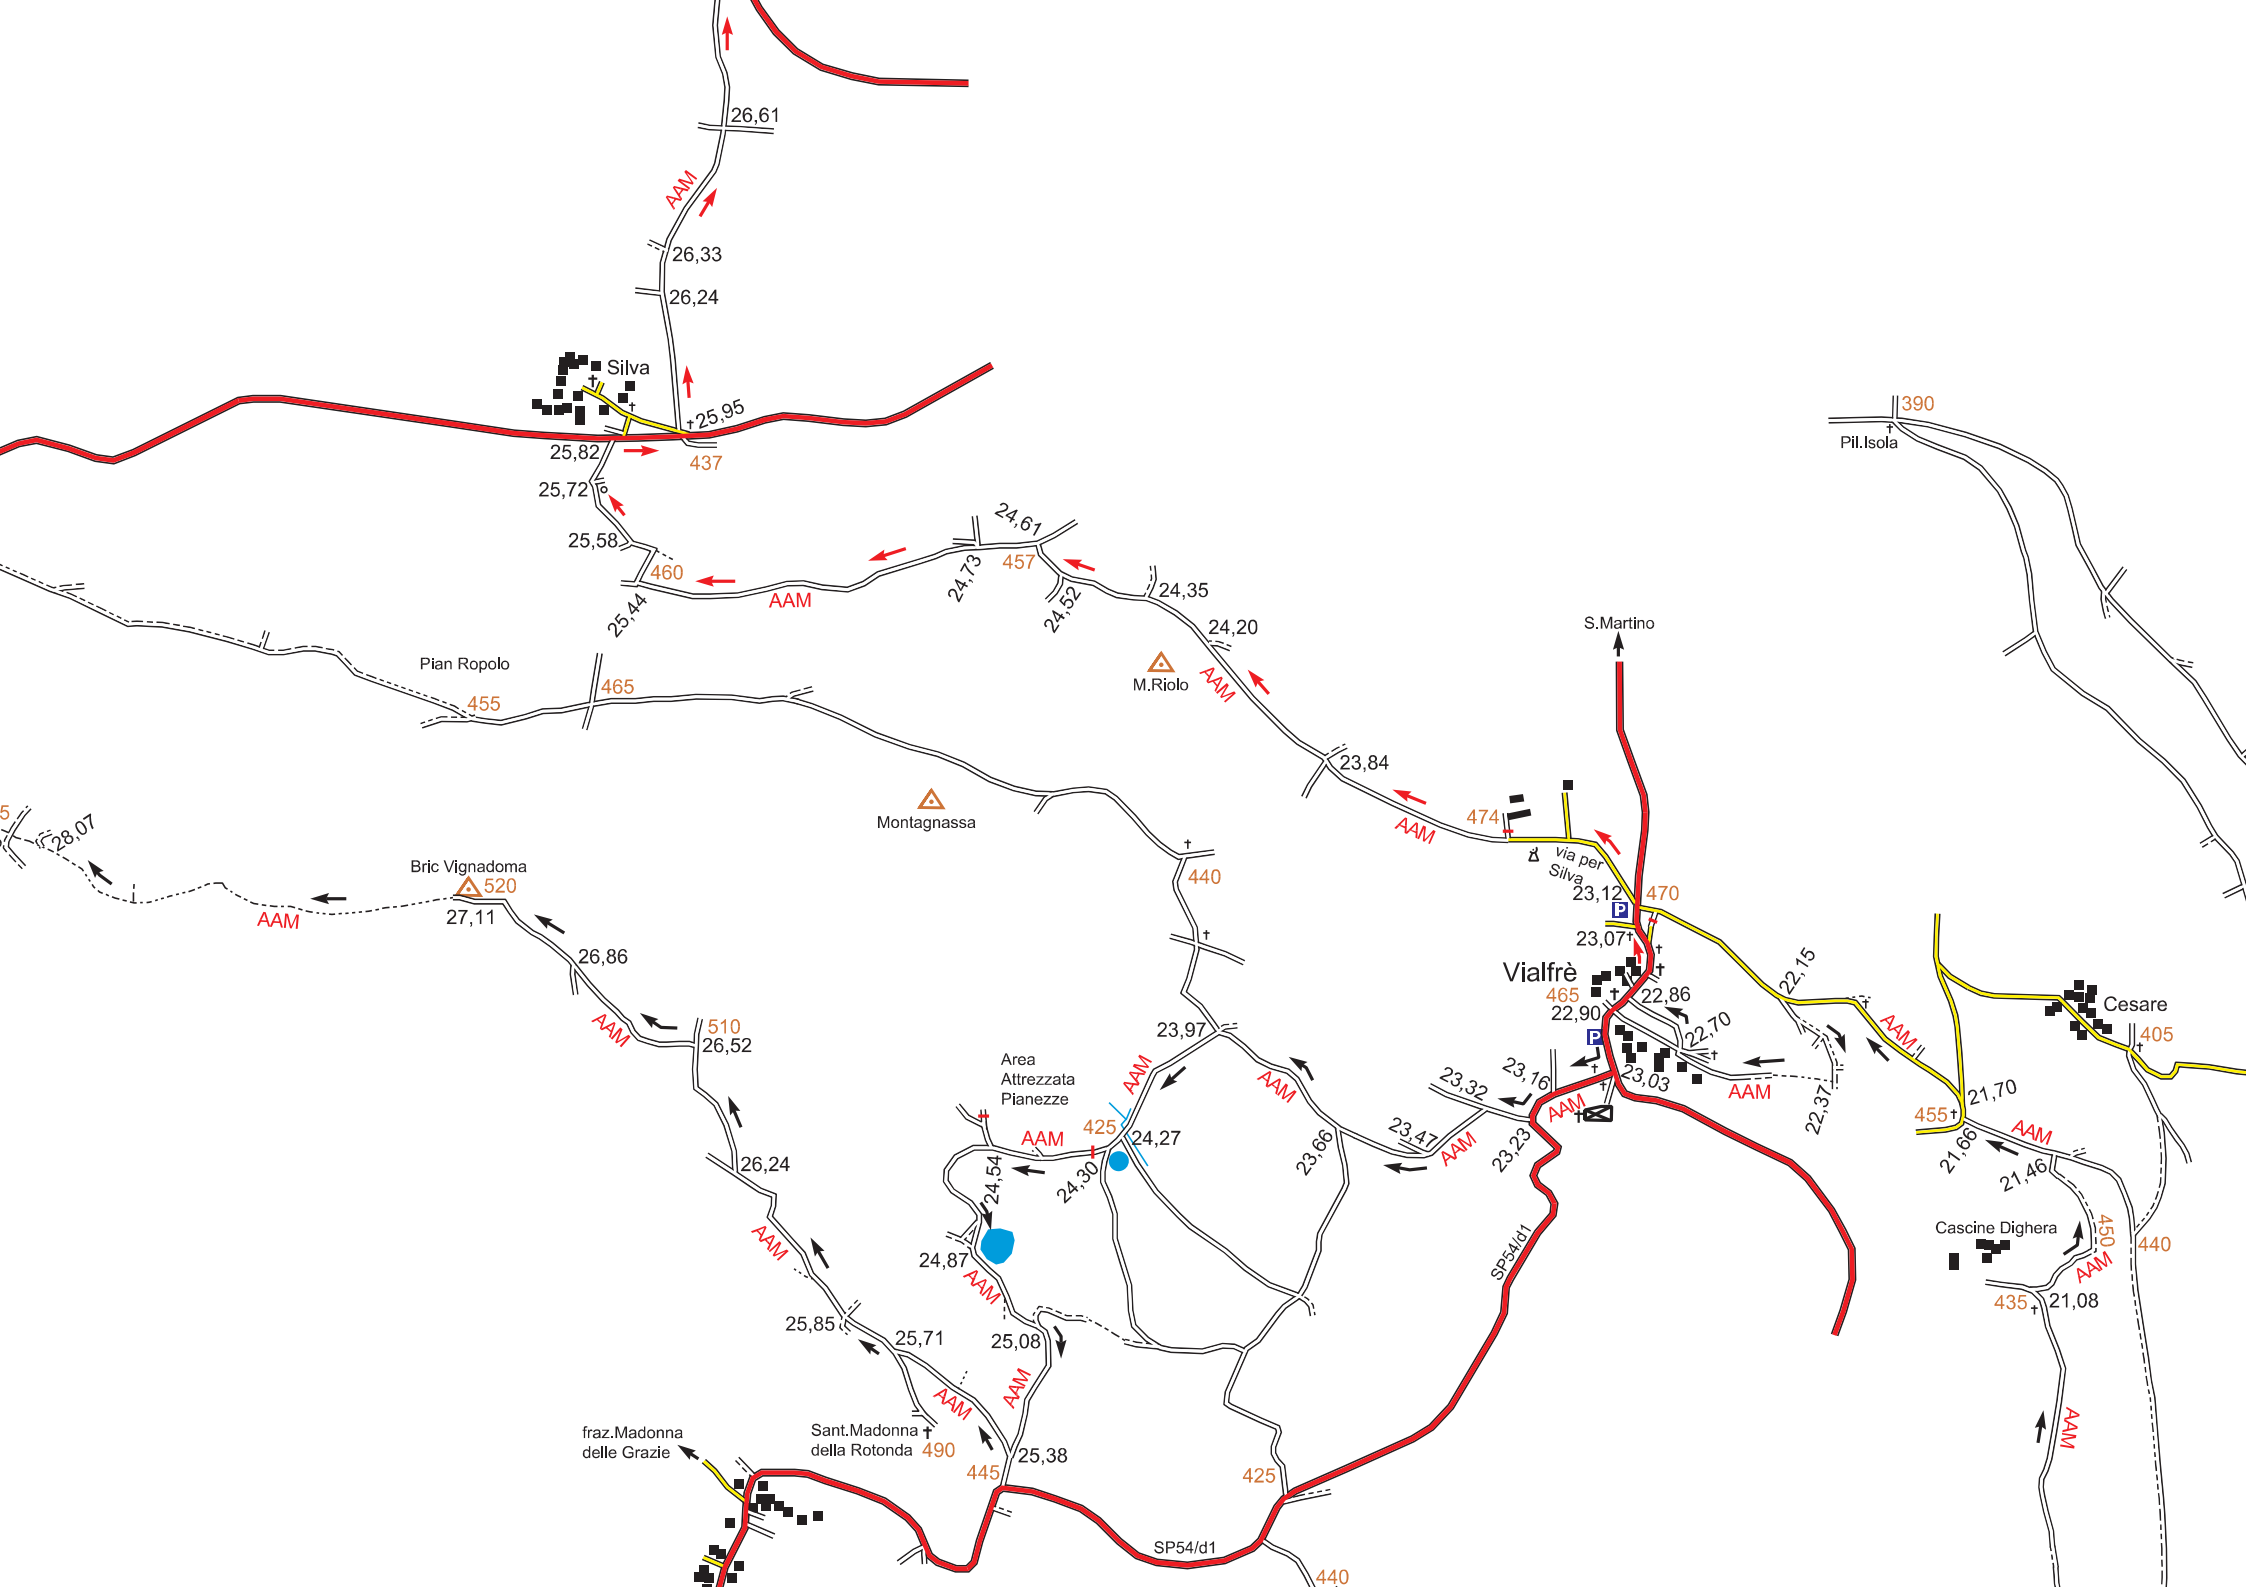 26,61
AAM
26,33
26,24
Silva
25,95
25,82
437
390
Pil.Isola
25,72
24,61
25,58
457
460
24,73
AAM
24,52
24,35
25,44
24,20
S.Martino
Pian Ropolo
465
455
M.Riolo
AAM
23,84
Montagnassa
474
AAM
via per
Silva
5
28,07
Bric Vignadoma
520
27,11
AAM
440
23,12
470
P
23,07
26,86
Vialfrè
465
22,86
22,90
22,15
Cesare
405
AAM
510
26,52
AAM
23,97
P
22,70
AAM
Area
Attrezzata
Pianezze
AAM
AAM
23,32
23,16
23,03
AAM
AAM
22,37
21,70
455
425
24,27
AAM
23,47
AAM
23,66
23,23
AAM
21,66
21,46
26,24
24,54
24,30
AAM
24,87
AAM
Cascine Dighera
450
440
AAM
SP54/d1
435
21,08
25,85
25,71
25,08
AAM
AAM
fraz.Madonna
delle Grazie
Sant.Madonna
della Rotonda
490
25,38
445
425
AAM
SP54/d1
440